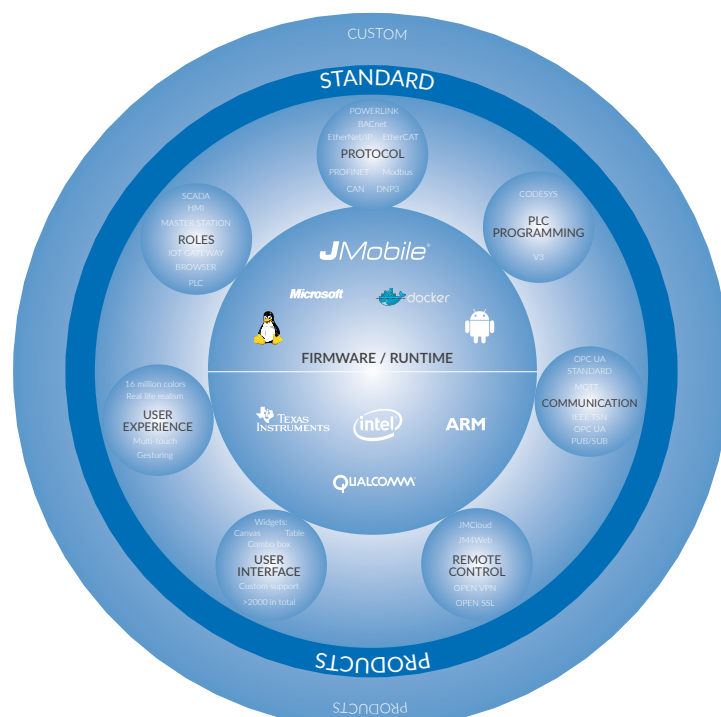 CUSTOM
STANDARD
POWERLINK
BACnet
EtherNet/IP EtherCAT
PROTOCOL
PROFINET Modbus
CAN DNP3
SCADA
HMI
MASTER STATION
ROLES
IOT GATEWAY
BROWSER
PLC
CODESYS
PLC
PROGRAMMING
V3
JMobile®
Microsoft
docker
FIRMWARE / RUNTIME
TEXAS
INSTRUMENTS
intel
ARM
QUALCOMM
16 million colors
Real life realism
USER
EXPERIENCE
Multi-touch
Gesturing
OPC UA
STANDARD
MQTT
COMMUNICATION
IEEE TSN
OPC UA
PUB/SUB
Widgets:
Canvas Table
Combo box
USER
INTERFACE
Custom support
>2000 in total
JMCloud
JM4Web
REMOTE
CONTROL
OPEN VPN
OPEN SSL
PRODUCTS
PRODUCTS